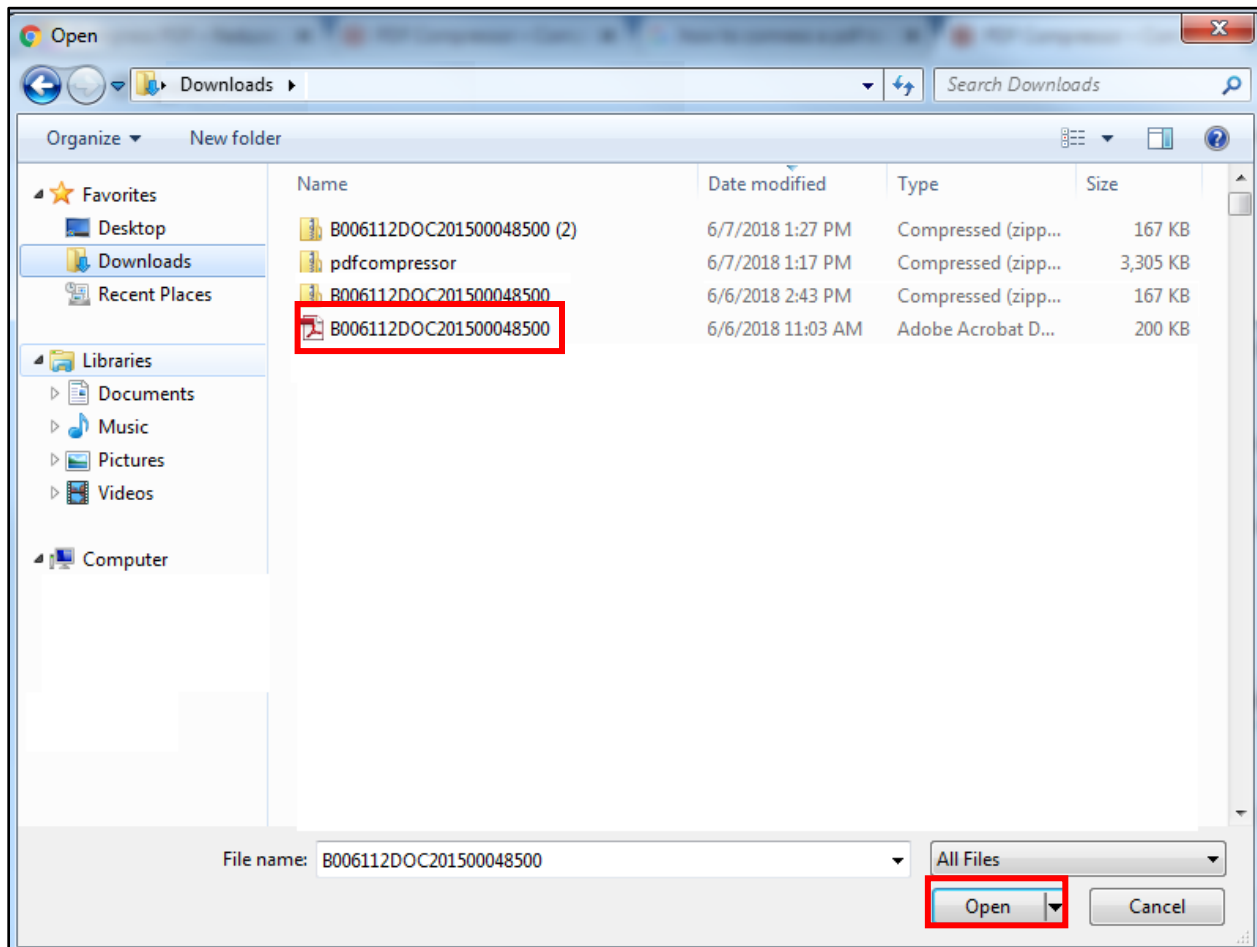 Open
Downloads
Search Downloads
Organize New folder
Favorites
Desktop
Downloads
Recent Places
Libraries
Documents
Music
Pictures
Videos
Computer
Name Date modified Type Size
B006112DOC201500048500 (2) 6/7/2018 1:27 PM Compressed (zipp... 167 KB
pdfcompressor 6/7/2018 1:17 PM Compressed (zipp... 3,305 KB
B006112DOC201500048500 6/6/2018 2:43 PM Compressed (zipp... 167 KB
B006112DOC201500048500 6/6/2018 11:03 AM Adobe Acrobat D... 200 KB
File name: B006112DOC201500048500 All Files
Open Cancel